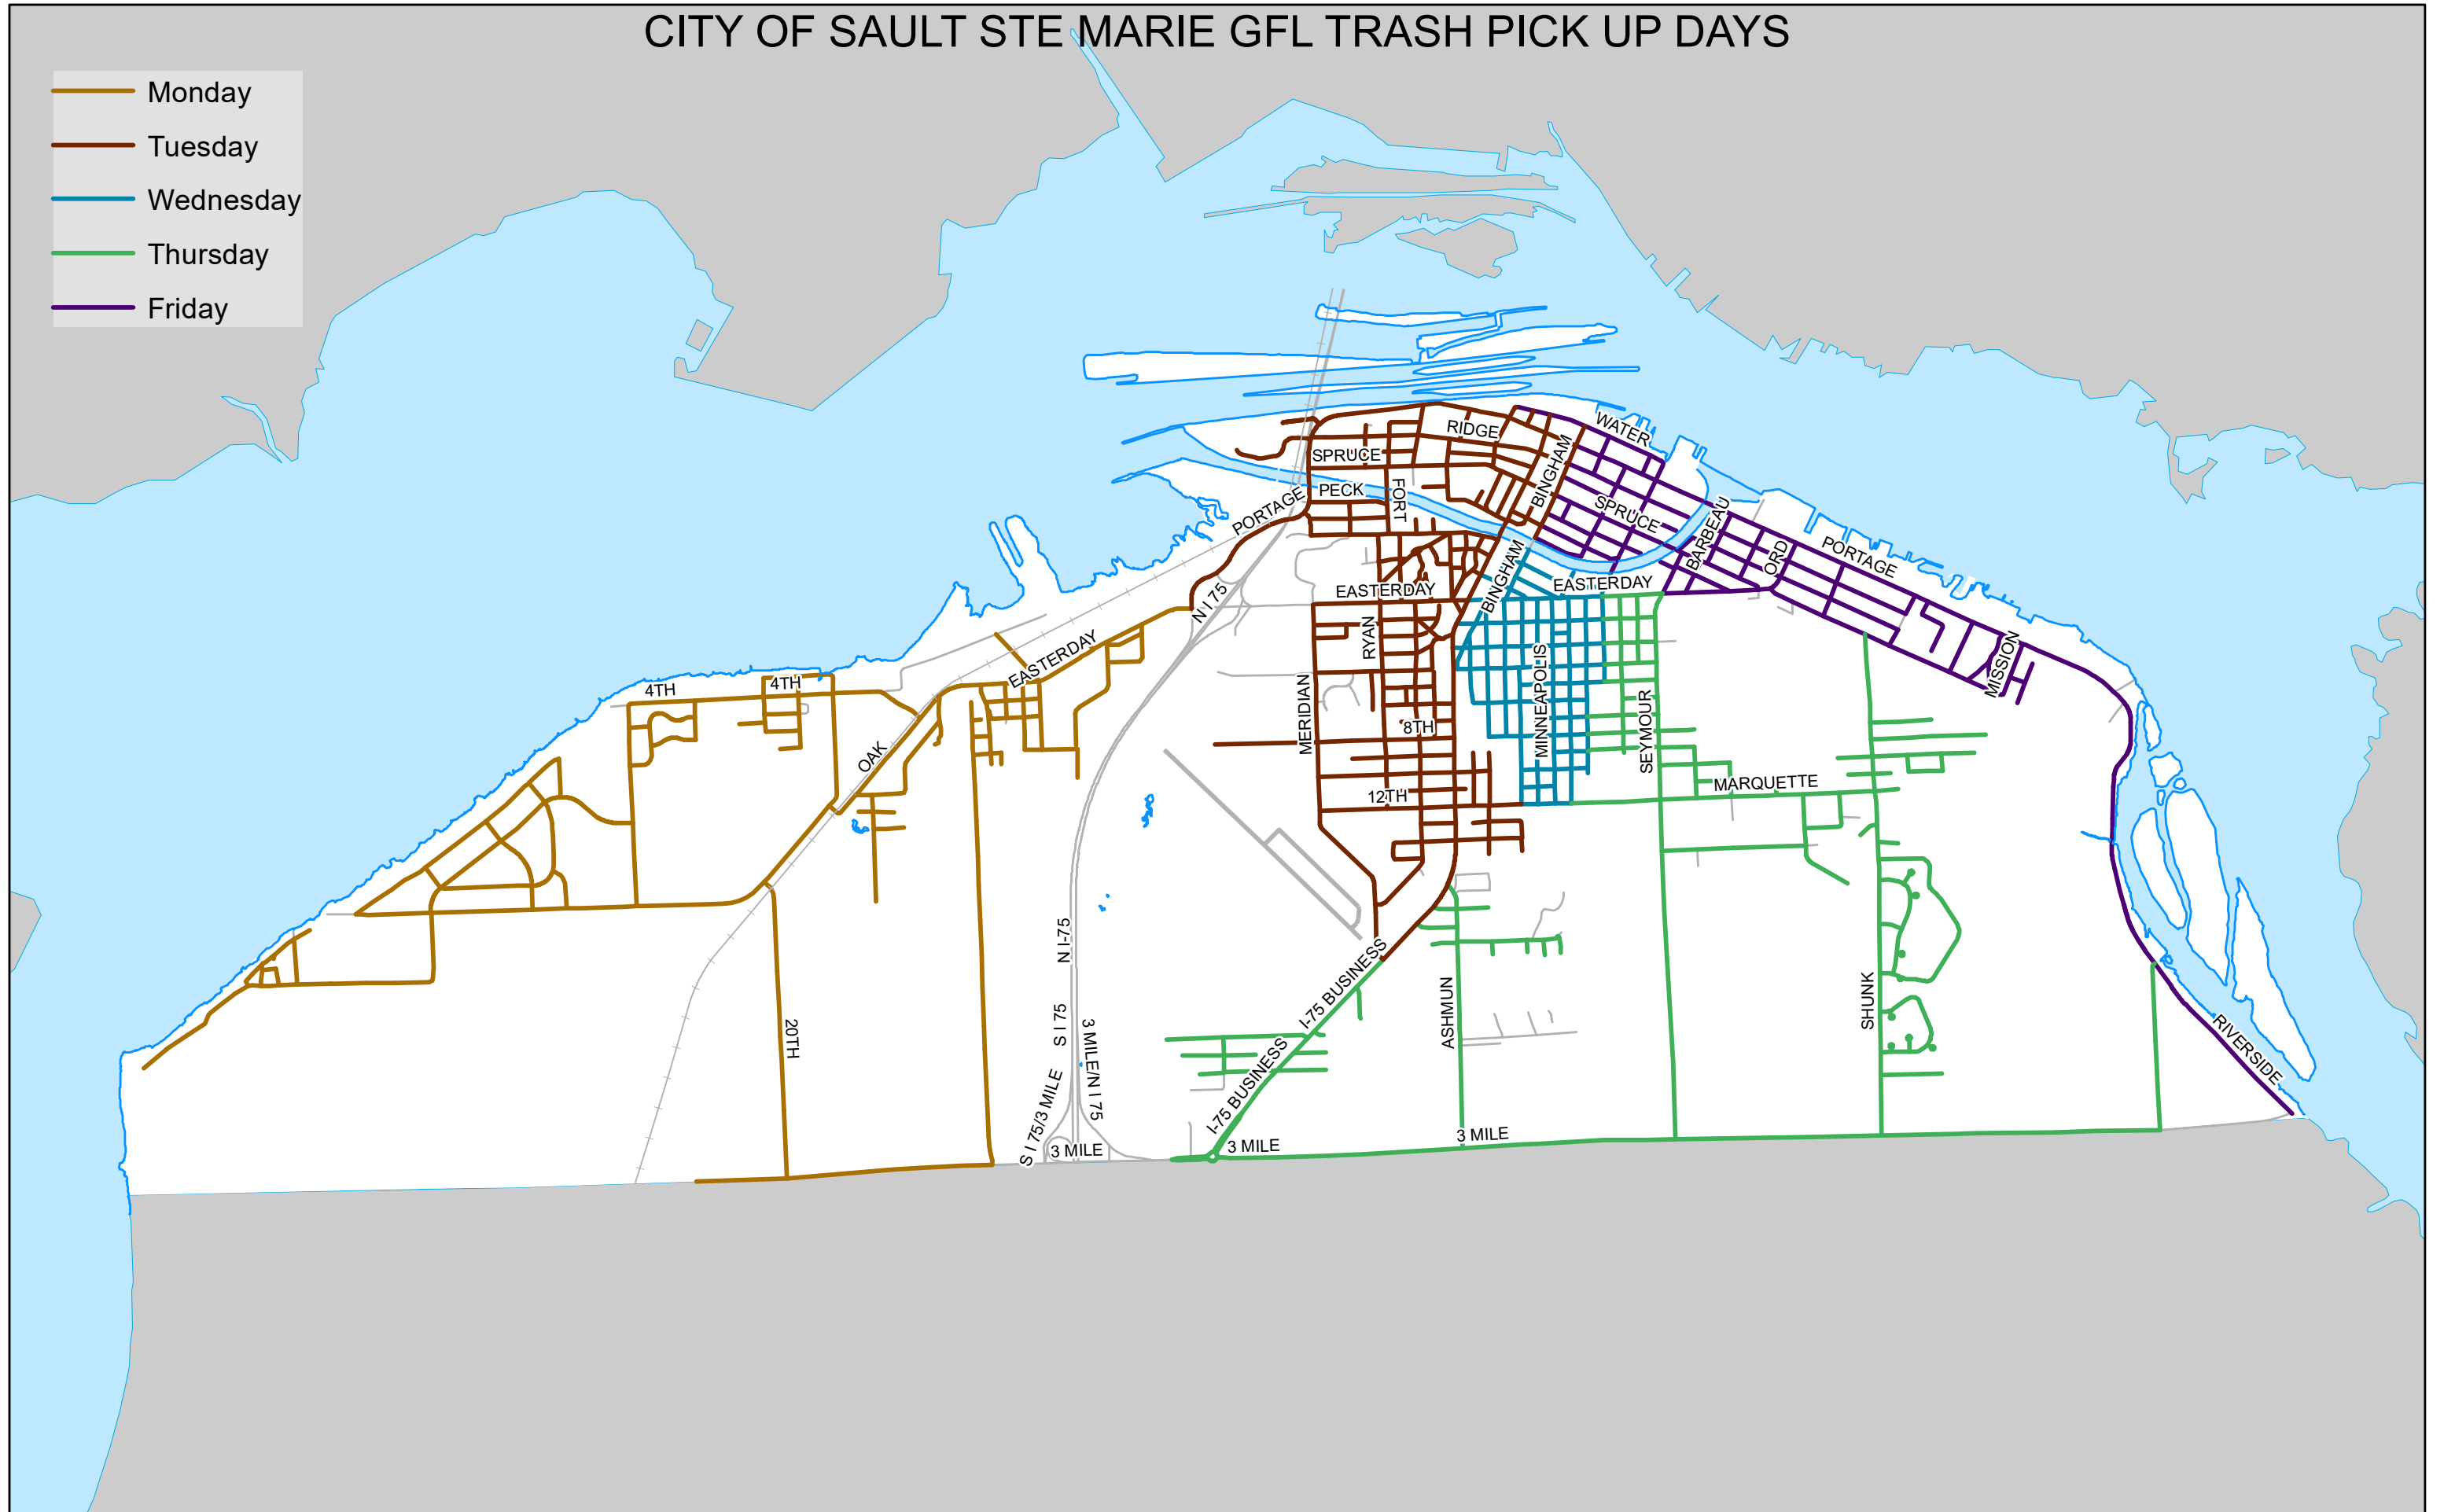 CITY OF SAULT STE MARIE GFL TRASH PICK UP DAYS
Monday
Tuesday
Wednesday
Thursday
Friday
WATER
RIDGE
SPRUCE
BINGHAM
PECK
FORT
PORTAGE
SPRUCE
BARBEAU
ORD
PORTAGE
BINGHAM
EASTERDAY
EASTERDAY
N I 75
RYAN
EASTERDAY
MISSION
4TH
4TH
MERIDIAN
MINNEAPOLIS
SEYMOUR
8TH
OAK
MARQUETTE
12TH
N I-75
I-75 BUSINESS
ASHMUN
SHUNK
S I 75
20TH
3 MILE/N I 75
RIVERSIDE
I-75 BUSINESS
S I 75/3 MILE
3 MILE
3 MILE
3 MILE